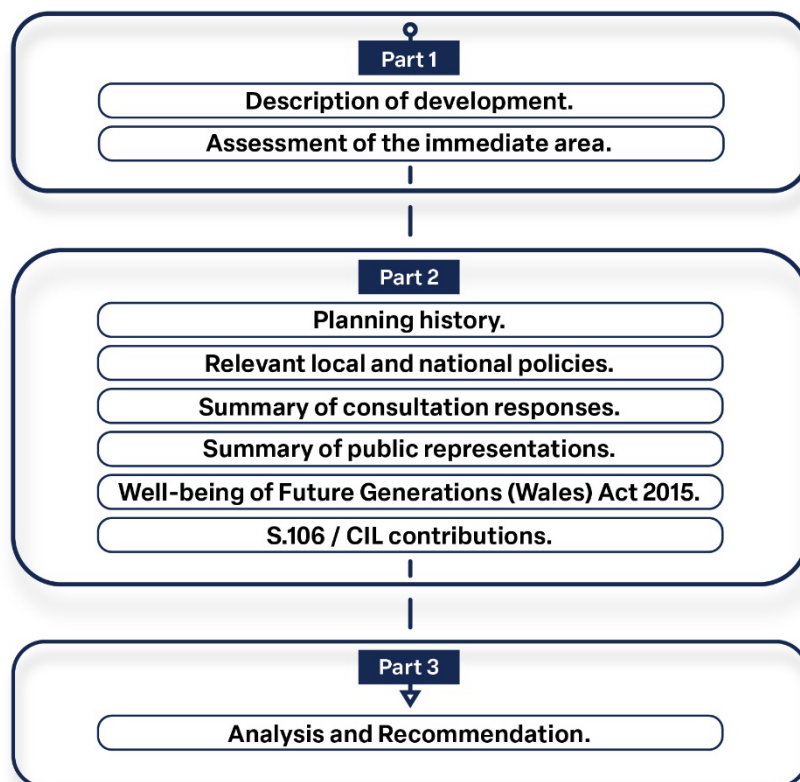 Part 1
Description of development.
Assessment of the immediate area.
Part 2
Planning history.
Relevant local and national policies.
Summary of consultation responses.
Summary of public representations.
Well-being of Future Generations (Wales) Act 2015.
S.106 / CIL contributions.
Part 3
Analysis and Recommendation.